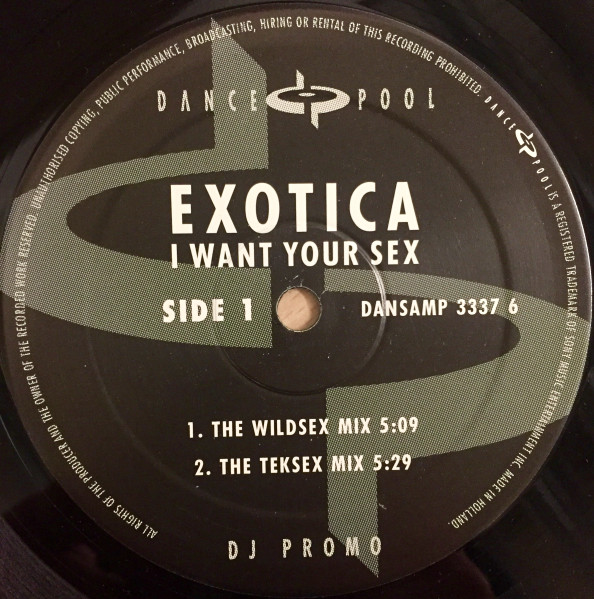 ALL RIGHTS OF THE PRODUCER AND THE OWNER OF THE RECORDED WORK RESERVED. UNAUTHORISED COPYING, PUBLIC PERFORMANCE, BROADCASTING, HIRING OR RENTAL OF THIS RECORDING PROHIBITED. DANCE POOL IS A REGISTERED TRADEMARK OF SONY MUSIC ENTERTAINMENT INC. MADE IN HOLLAND.
DANCE POOL
EXOTICA
I WANT YOUR SEX
SIDE 1 DANSAMP 3337 6
1. THE WILDSEX MIX 5:09
2. THE TEKSEX MIX 5:29
DJ PROMO